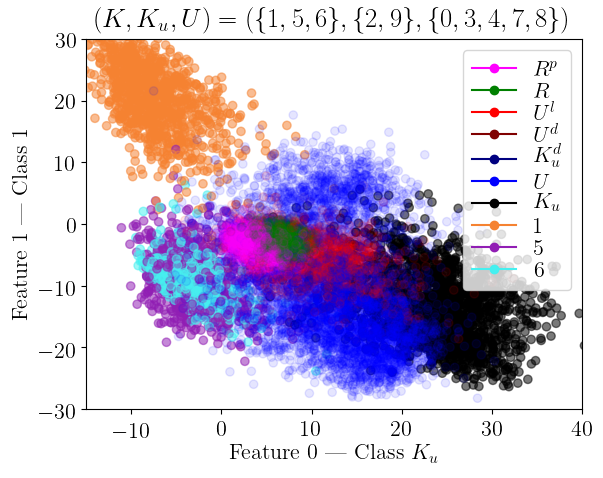 (K, K_u, U) = ({1, 5, 6}, {2, 9}, {0, 3, 4, 7, 8})
30
20
10
0
−10
−20
−30
Feature 1 — Class 1
R^p
R
U^l
U^d
K_u^d
U
K_u
1
5
6
−10
0
10
20
30
40
Feature 0 — Class K_u